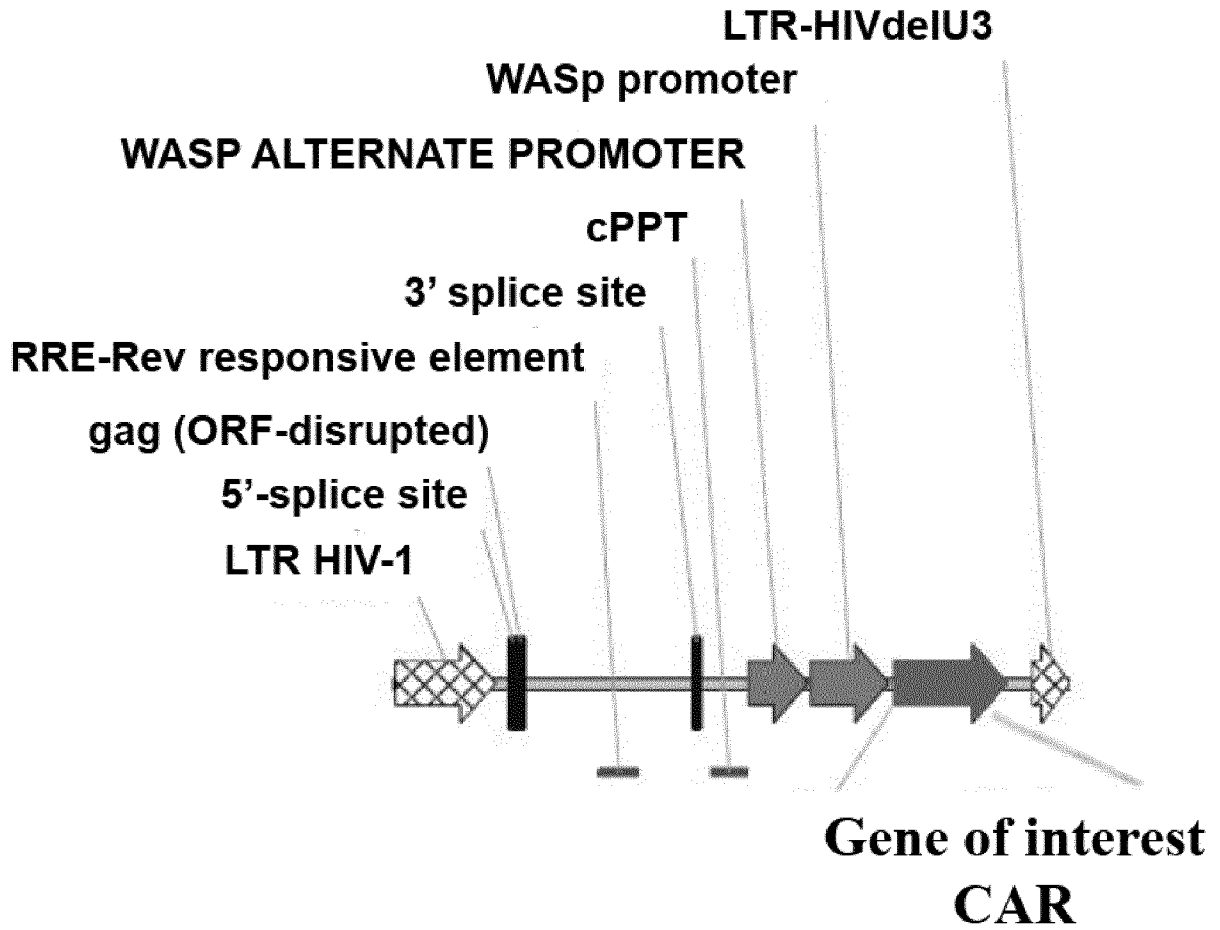 LTR-HIVdelU3
WASp promoter
WASP ALTERNATE PROMOTER
cPPT
3’ splice site
RRE-Rev responsive element
gag (ORF-disrupted)
5’-splice site
LTR HIV-1
Gene of interest
CAR